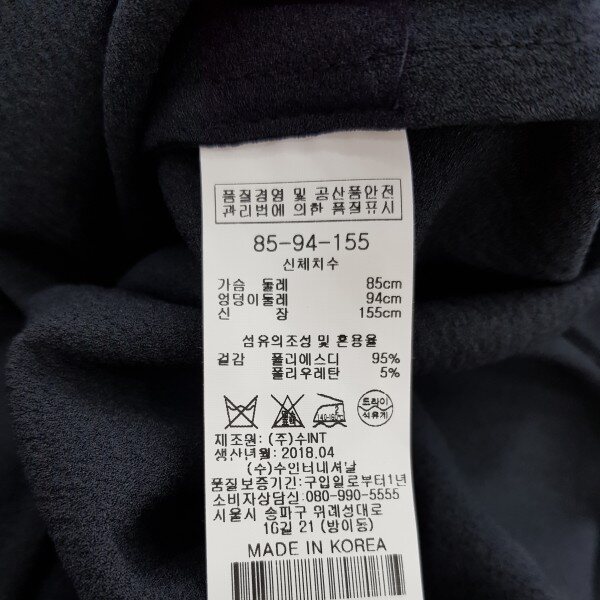 품질경영 및 공산품안전
관리법에 의한 품질표시
85-94-155
신체치수
가슴 둘레 85cm
엉덩이둘레 94cm
신 장 155cm
섬유의조성 및 혼용율
겉감 폴리에스디 95%
폴리우레탄 5%
140-160℃
드라이
석유계
제조원: (주)수INT
생산년월: 2018.04
(수)수인터내셔날
품질보증기간: 구입일로부터1년
소비자상담실: 080-990-5555
서울시 송파구 위례성대로
16길 21 (방이동)
MADE IN KOREA